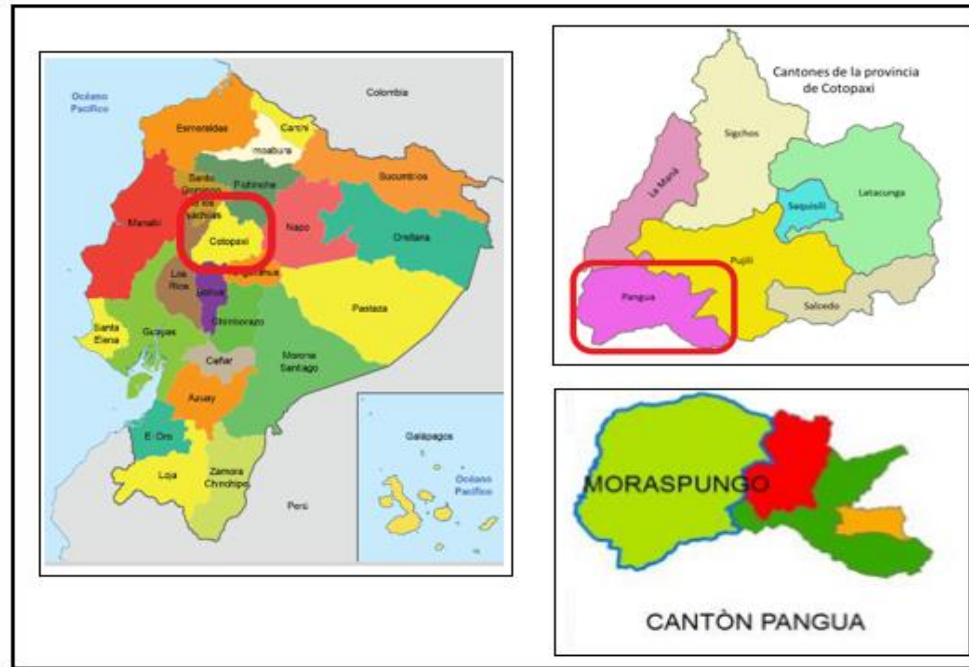 Océano
Pacífico
Colombia
Esmeraldas
Carchi
Imbabura
Santo
Domingo
Pichincha
Sucumbíos
Manabí
Cotopaxi
Napo
Orellana
Los
Ríos
Bolívar
Pastaza
Santa
Elena
Guayas
Chimborazo
Cañar
Morona
Santiago
Azuay
El Oro
Loja
Zamora
Chinchipe
Perú
Galápagos
Océano
Pacífico
Cantones de la provincia
de Cotopaxi
Sigchos
La Maná
Latacunga
Saquisilí
Pujilí
Pangua
Salcedo
MORASPUNGO
CANTÒN PANGUA